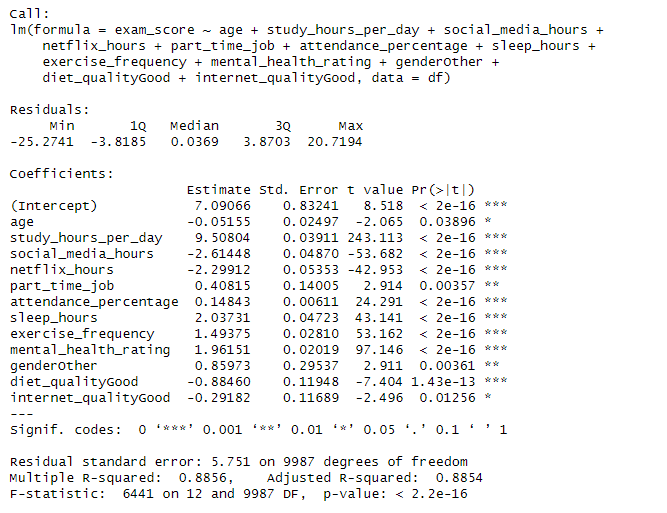 Call:
lm(formula = exam_score ~ age + study_hours_per_day + social_media_hours +
    netflix_hours + part_time_job + attendance_percentage + sleep_hours +
    exercise_frequency + mental_health_rating + genderOther +
    diet_qualityGood + internet_qualityGood, data = df)

Residuals:
     Min       1Q   Median       3Q      Max
-25.2741  -3.8185   0.0369   3.8703  20.7194

Coefficients:
                       Estimate Std. Error t value Pr(>|t|)
(Intercept)             7.09066    0.83241   8.518  < 2e-16 ***
age                    -0.05155    0.02497  -2.065  0.03896 *
study_hours_per_day     9.50804    0.03911 243.113  < 2e-16 ***
social_media_hours     -2.61448    0.04870 -53.682  < 2e-16 ***
netflix_hours          -2.29912    0.05353 -42.953  < 2e-16 ***
part_time_job           0.40815    0.14005   2.914  0.00357 **
attendance_percentage   0.14843    0.00611  24.291  < 2e-16 ***
sleep_hours             2.03731    0.04723  43.141  < 2e-16 ***
exercise_frequency      1.49375    0.02810  53.162  < 2e-16 ***
mental_health_rating    1.96151    0.02019  97.146  < 2e-16 ***
genderOther             0.85973    0.29537   2.911  0.00361 **
diet_qualityGood       -0.88460    0.11948  -7.404 1.43e-13 ***
internet_qualityGood   -0.29182    0.11689  -2.496  0.01256 *
---
Signif. codes:  0 ‘***’ 0.001 ‘**’ 0.01 ‘*’ 0.05 ‘.’ 0.1 ‘ ’ 1

Residual standard error: 5.751 on 9987 degrees of freedom
Multiple R-squared:  0.8856,    Adjusted R-squared:  0.8854
F-statistic:  6441 on 12 and 9987 DF,  p-value: < 2.2e-16